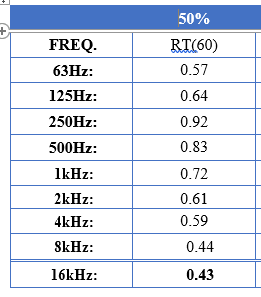 50%
FREQ. RT(60)
63Hz: 0.57
125Hz: 0.64
250Hz: 0.92
500Hz: 0.83
1kHz: 0.72
2kHz: 0.61
4kHz: 0.59
8kHz: 0.44
16kHz: 0.43